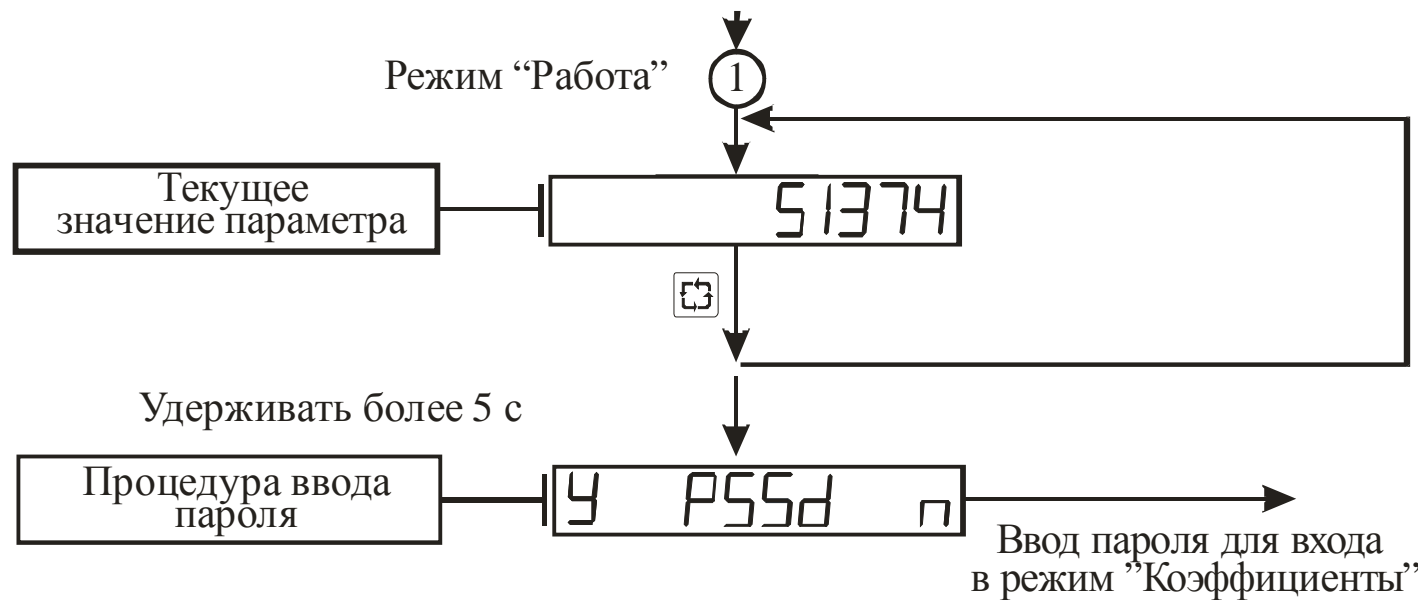 Режим “Работа”
1
Текущее
значение параметра
51374
Удерживать более 5 с
Процедура ввода
пароля
У PSSd n
Ввод пароля для входа
в режим ”Коэффициенты”